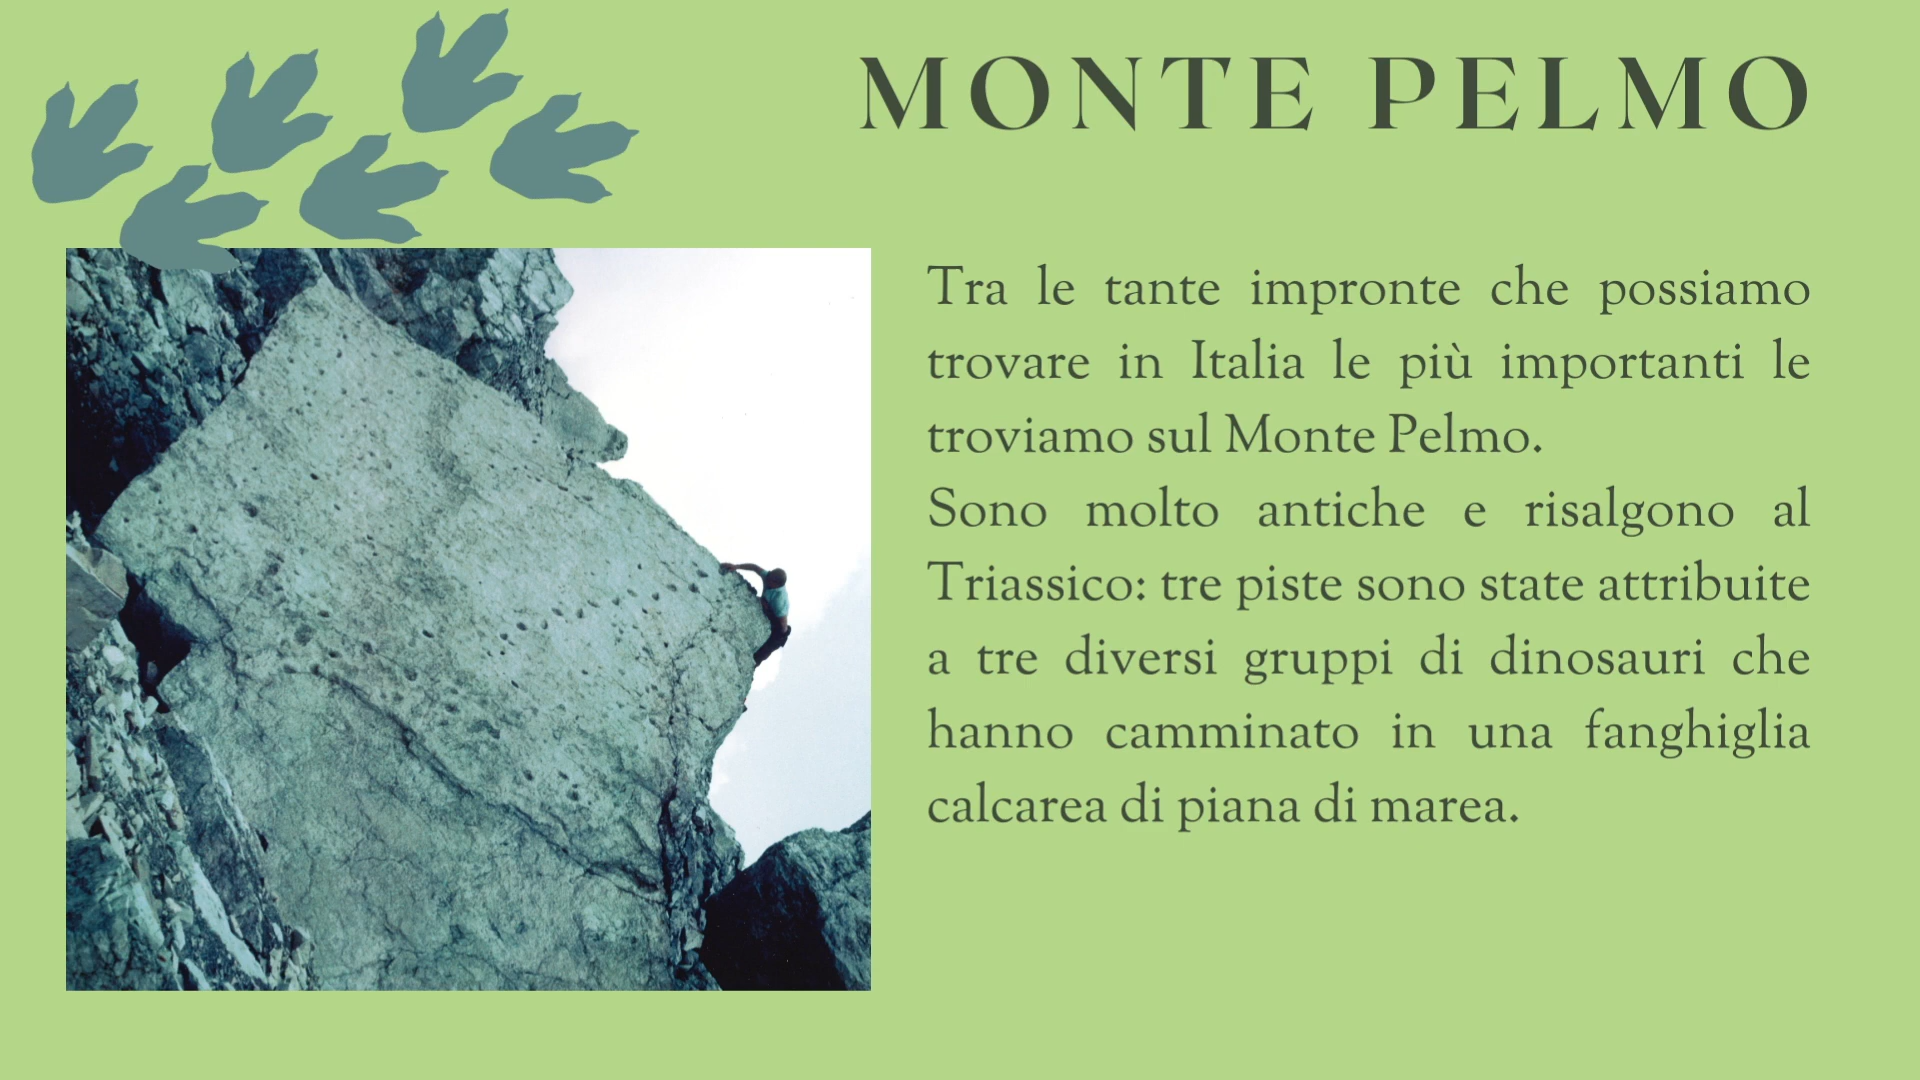 MONTE PELMO
Tra le tante impronte che possiamo
trovare in Italia le più importanti le
troviamo sul Monte Pelmo.
Sono molto antiche e risalgono al
Triassico: tre piste sono state attribuite
a tre diversi gruppi di dinosauri che
hanno camminato in una fanghiglia
calcarea di piana di marea.